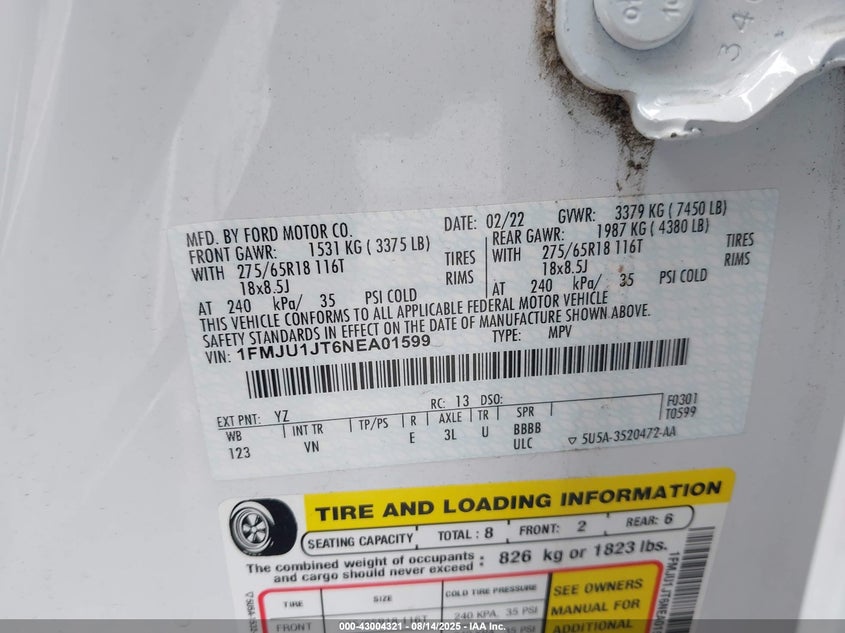 MFD. BY FORD MOTOR CO. DATE: 02/22 GVWR: 3379 KG ( 7450 LB)
FRONT GAWR: 1531 KG ( 3375 LB) REAR GAWR: 1987 KG ( 4380 LB)
WITH 275/65R18 116T TIRES WITH 275/65R18 116T TIRES
18x8.5J RIMS 18x8.5J RIMS
AT 240 kPa/ 35 PSI COLD AT 240 kPa/ 35 PSI COLD
THIS VEHICLE CONFORMS TO ALL APPLICABLE FEDERAL MOTOR VEHICLE
SAFETY STANDARDS IN EFFECT ON THE DATE OF MANUFACTURE SHOWN ABOVE.
VIN: 1FMJU1JT6NEA01599 TYPE: MPV
EXT PNT: YZ RC: 13 DSO: F0301
WB INT TR TP/PS R AXLE TR SPR T0599
123 VN E 3L U BBBB
ULC 5U5A-3520472-AA
TIRE AND LOADING INFORMATION
SEATING CAPACITY TOTAL : 8 FRONT: 2 REAR: 6
The combined weight of occupants and cargo should never exceed : 826 kg or 1823 lbs.
TIRE SIZE COLD TIRE PRESSURE SEE OWNERS
FRONT 116T 240 KPA, 35 PSI MANUAL FOR
35 PSI ADDITIONAL
340
-000-43004321 - 08/14/2025 - IAA Inc.